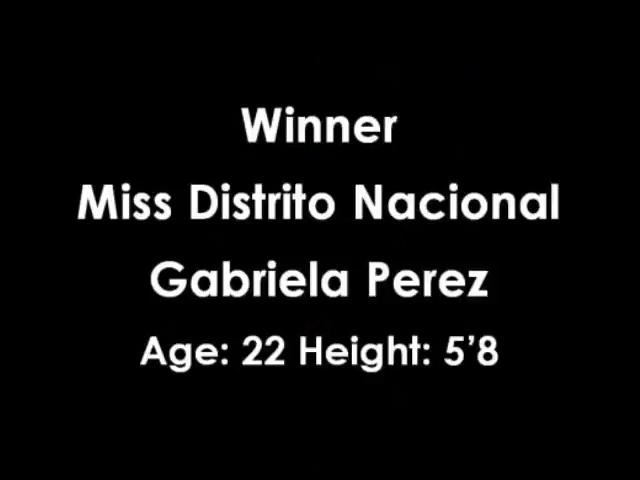 Winner
Miss Distrito Nacional
Gabriela Perez
Age: 22 Height: 5’8